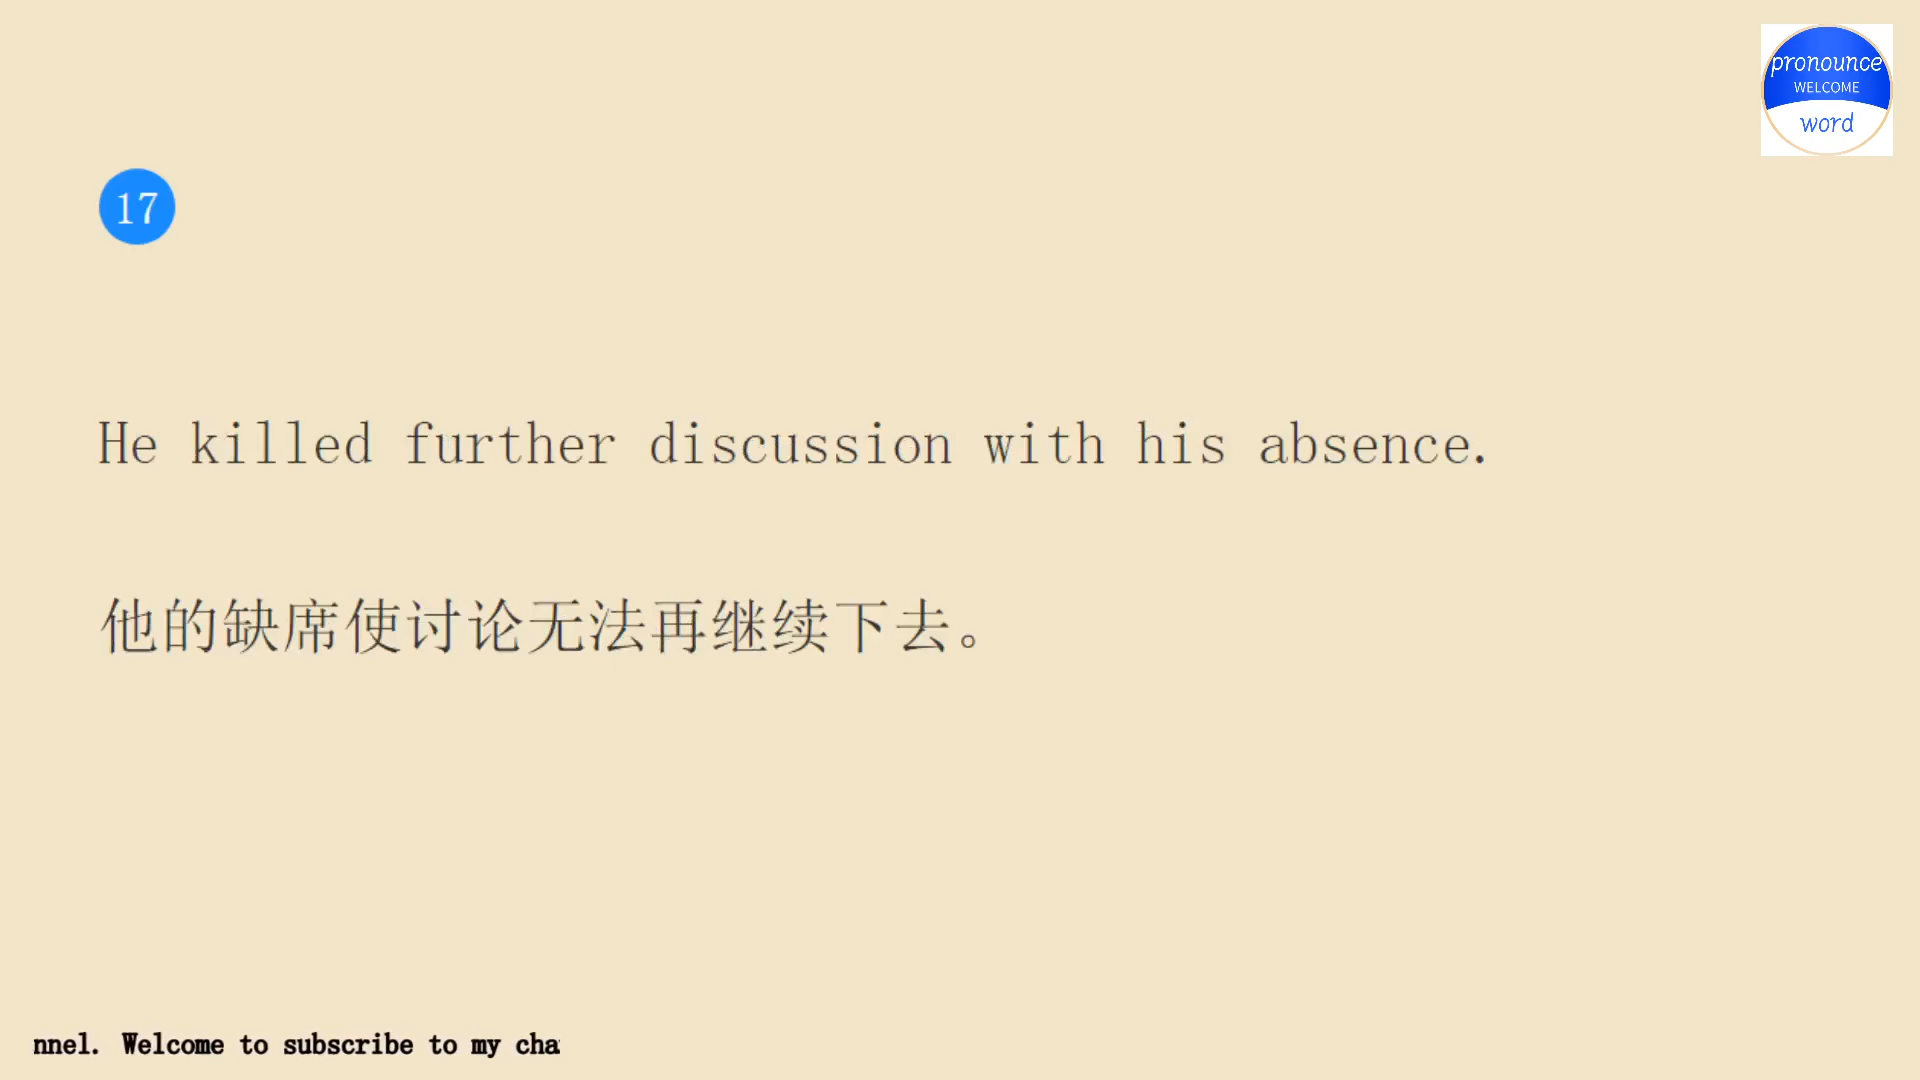 pronounce
WELCOME
word
17
He killed further discussion with his absence.
他的缺席使讨论无法再继续下去。
nnel. Welcome to subscribe to my cha